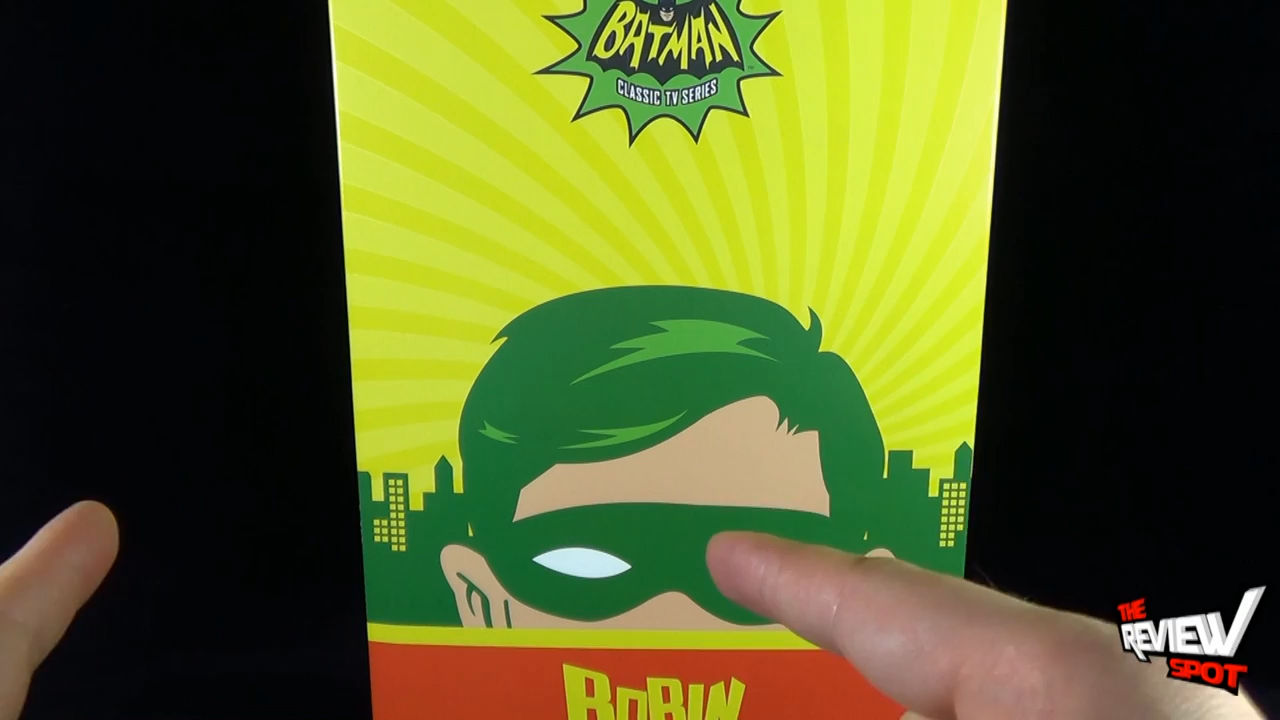 BATMAN
CLASSIC TV SERIES
ROBIN
THE
REVIEW
SPOT